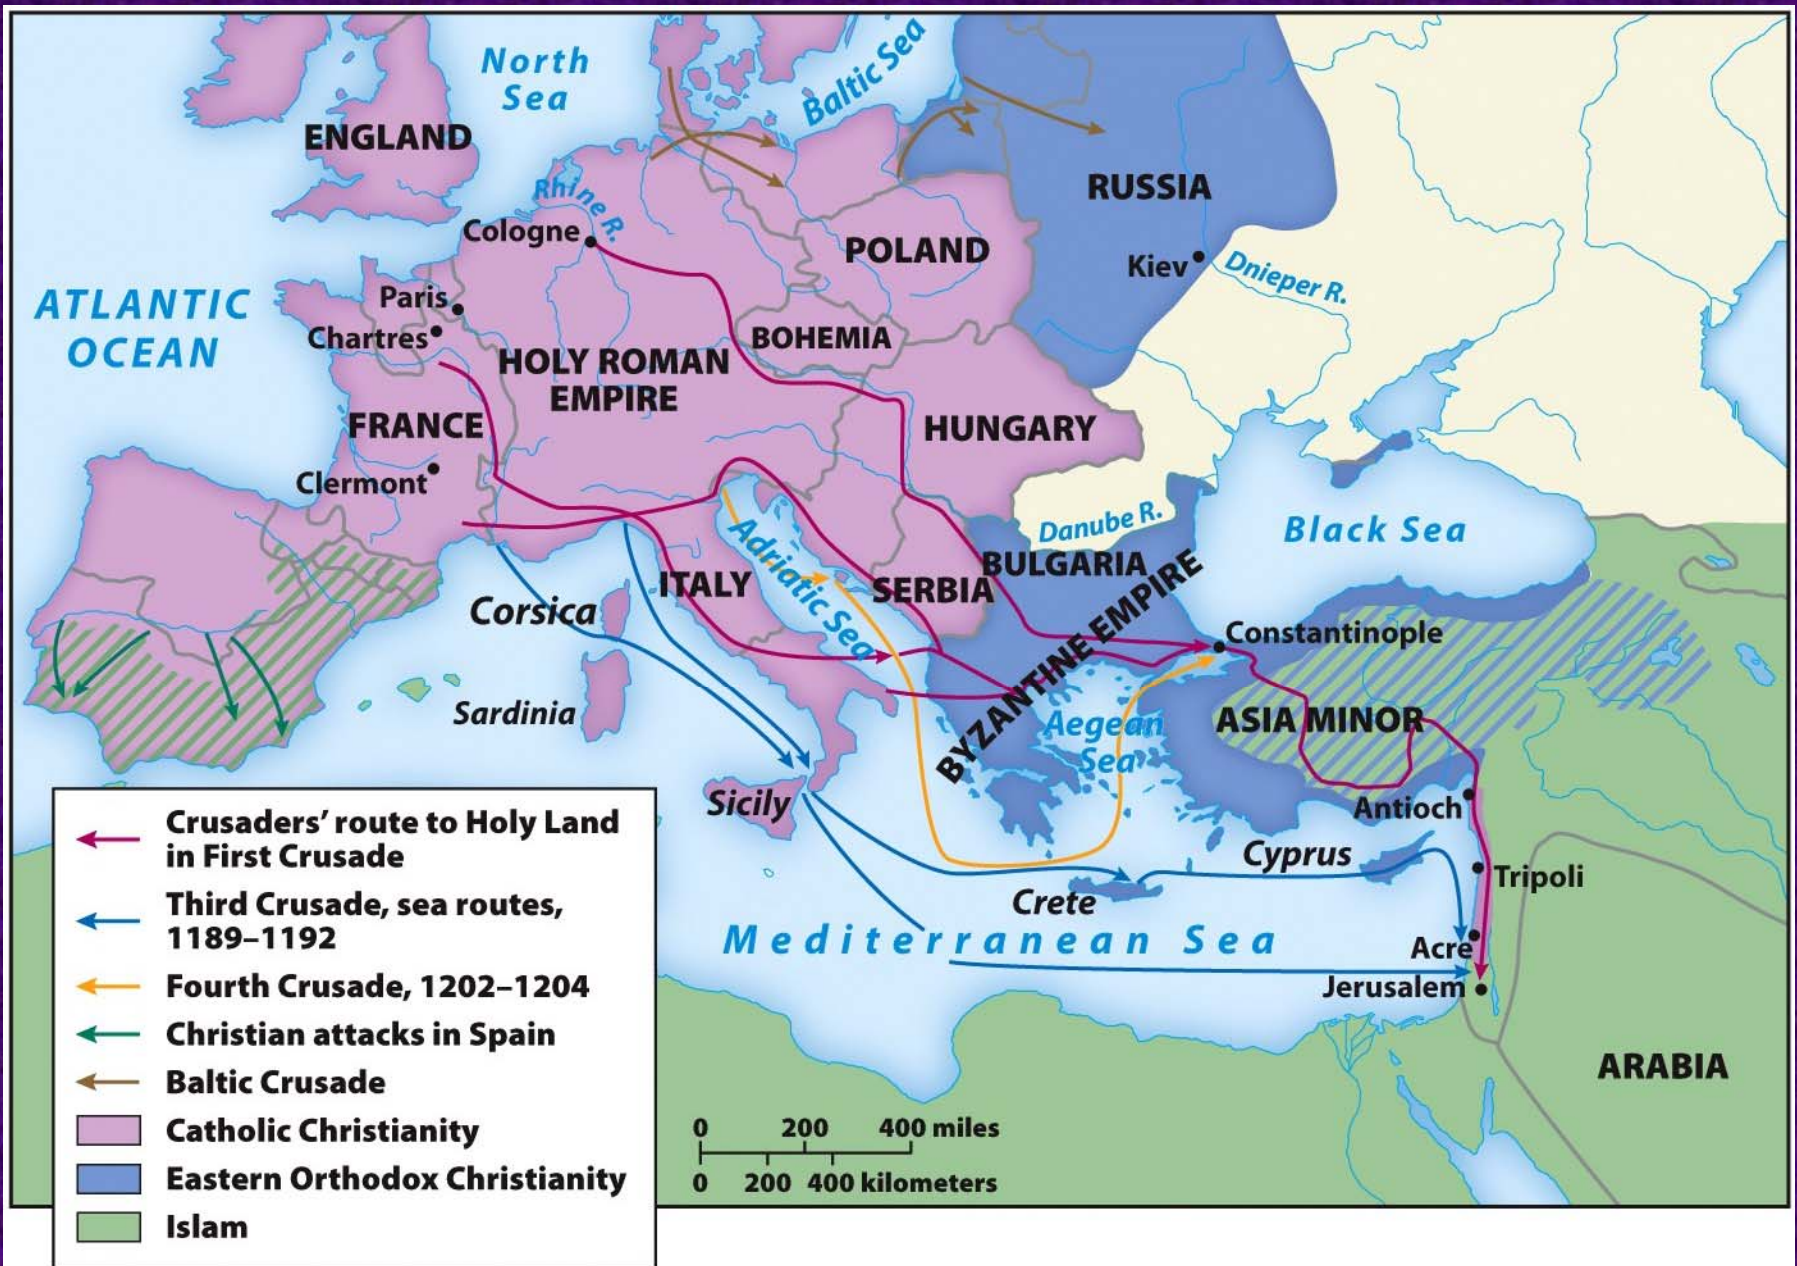 North
Sea
Baltic Sea
ENGLAND
Rhine R.
RUSSIA
Cologne
POLAND
Kiev
Dnieper R.
ATLANTIC
OCEAN
Paris
Chartres
BOHEMIA
HOLY ROMAN
EMPIRE
FRANCE
HUNGARY
Clermont
Danube R.
Black Sea
Adriatic Sea
BULGARIA
ITALY
SERBIA
Corsica
BYZANTINE EMPIRE
Constantinople
Sardinia
Aegean
Sea
ASIA MINOR
Sicily
Antioch
Cyprus
Tripoli
Crete
Mediterranean Sea
Acre
Jerusalem
ARABIA
Crusaders' route to Holy Land
in First Crusade
Third Crusade, sea routes,
1189–1192
Fourth Crusade, 1202–1204
Christian attacks in Spain
Baltic Crusade
Catholic Christianity
Eastern Orthodox Christianity
Islam
0 200 400 miles
0 200 400 kilometers